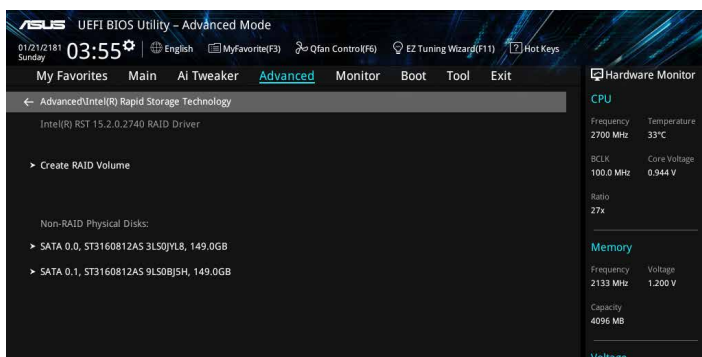 ASUS UEFI BIOS Utility – Advanced Mode
01/21/2181 Sunday 03:55 English MyFavorite(F3) Qfan Control(F6) EZ Tuning Wizard(F11) ? Hot Keys
My Favorites Main Ai Tweaker Advanced Monitor Boot Tool Exit
Hardware Monitor
← Advanced\Intel(R) Rapid Storage Technology
Intel(R) RST 15.2.0.2740 RAID Driver
> Create RAID Volume
Non-RAID Physical Disks:
> SATA 0.0, ST3160812AS 3LS0JYL8, 149.0GB
> SATA 0.1, ST3160812AS 9LS0BJ5H, 149.0GB
CPU
Frequency Temperature
2700 MHz 33°C
BCLK Core Voltage
100.0 MHz 0.944 V
Ratio
27x
Memory
Frequency Voltage
2133 MHz 1.200 V
Capacity
4096 MB
Voltage